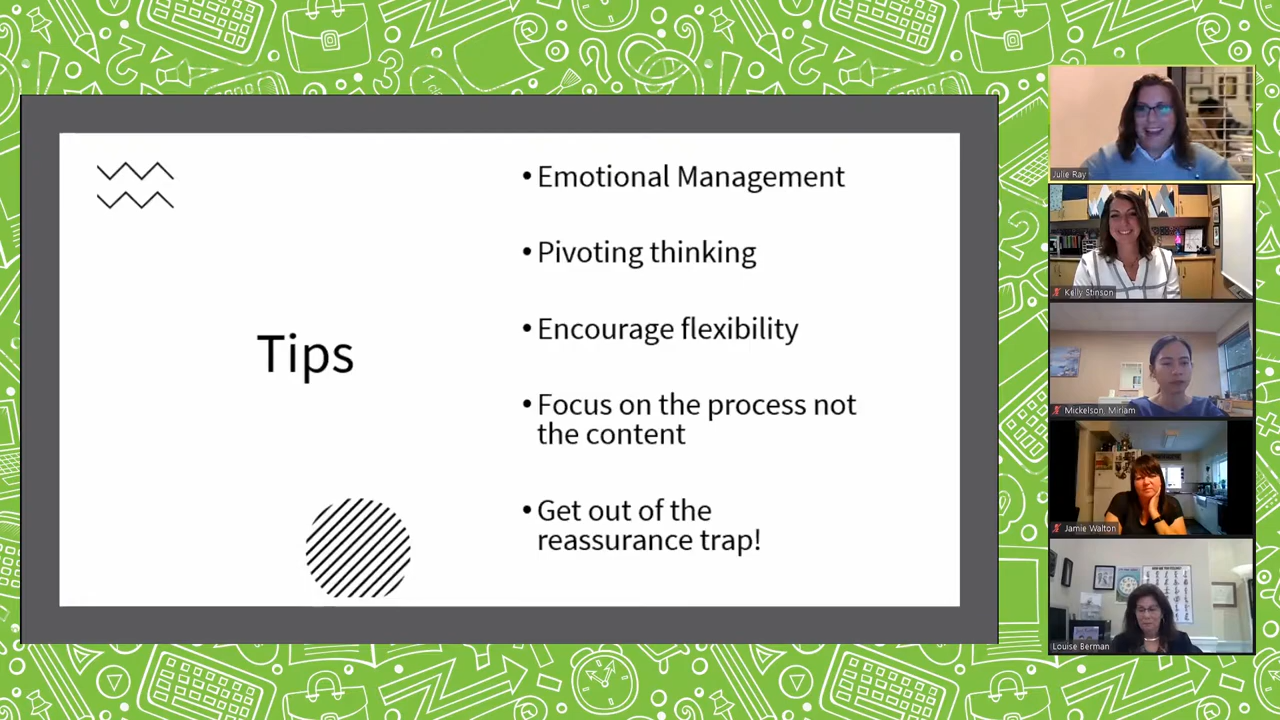 Tips
• Emotional Management
• Pivoting thinking
• Encourage flexibility
• Focus on the process not
the content
• Get out of the
reassurance trap!
Julie Ray
Kelly Stinson
Mickelson, Miriam
Jamie Walton
Louise Berman